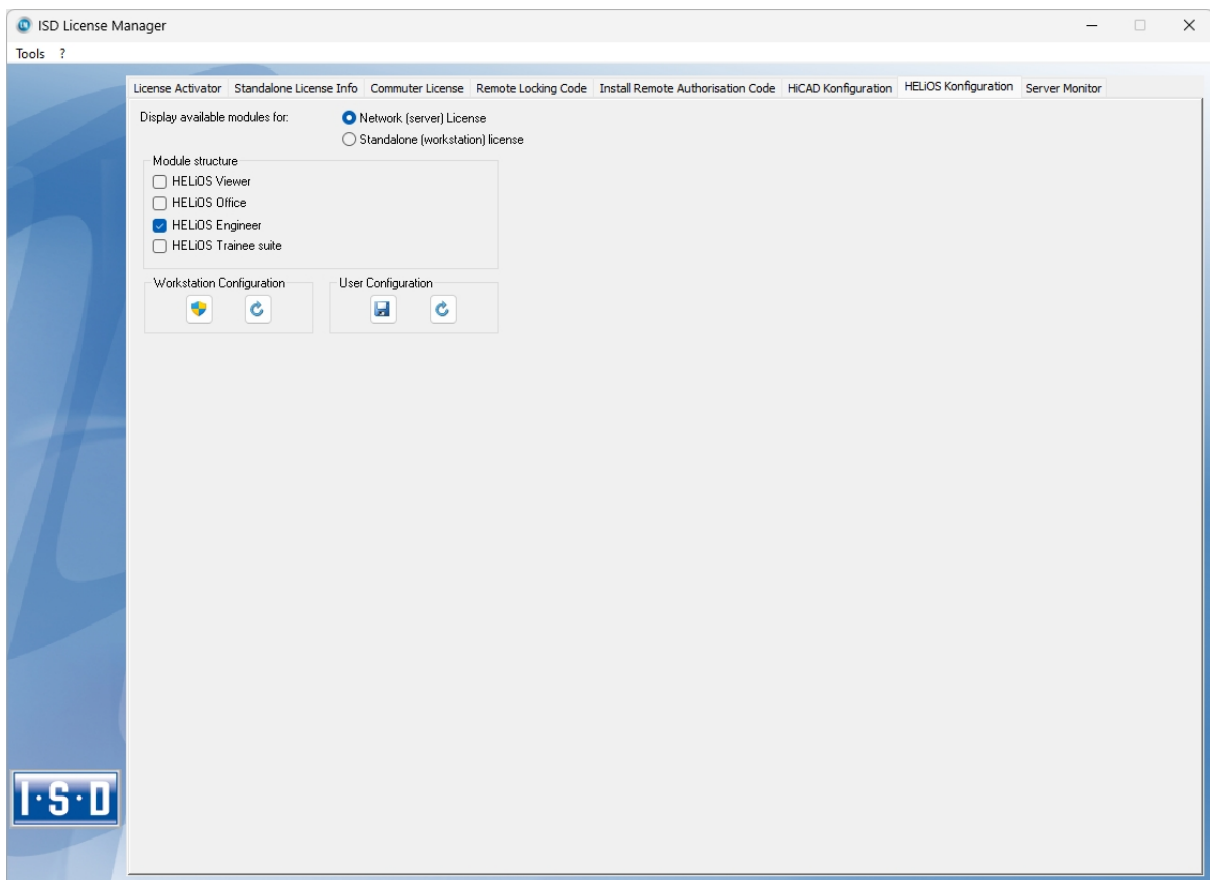 ISD License Manager
Tools ?
License Activator Standalone License Info Commuter License Remote Locking Code Install Remote Authorisation Code HiCAD Konfiguration HELiOS Konfiguration Server Monitor
Display available modules for: Network (server) License
Standalone (workstation) license
Module structure
HELiOS Viewer
HELiOS Office
HELiOS Engineer
HELiOS Trainee suite
Workstation Configuration User Configuration
I·S·D